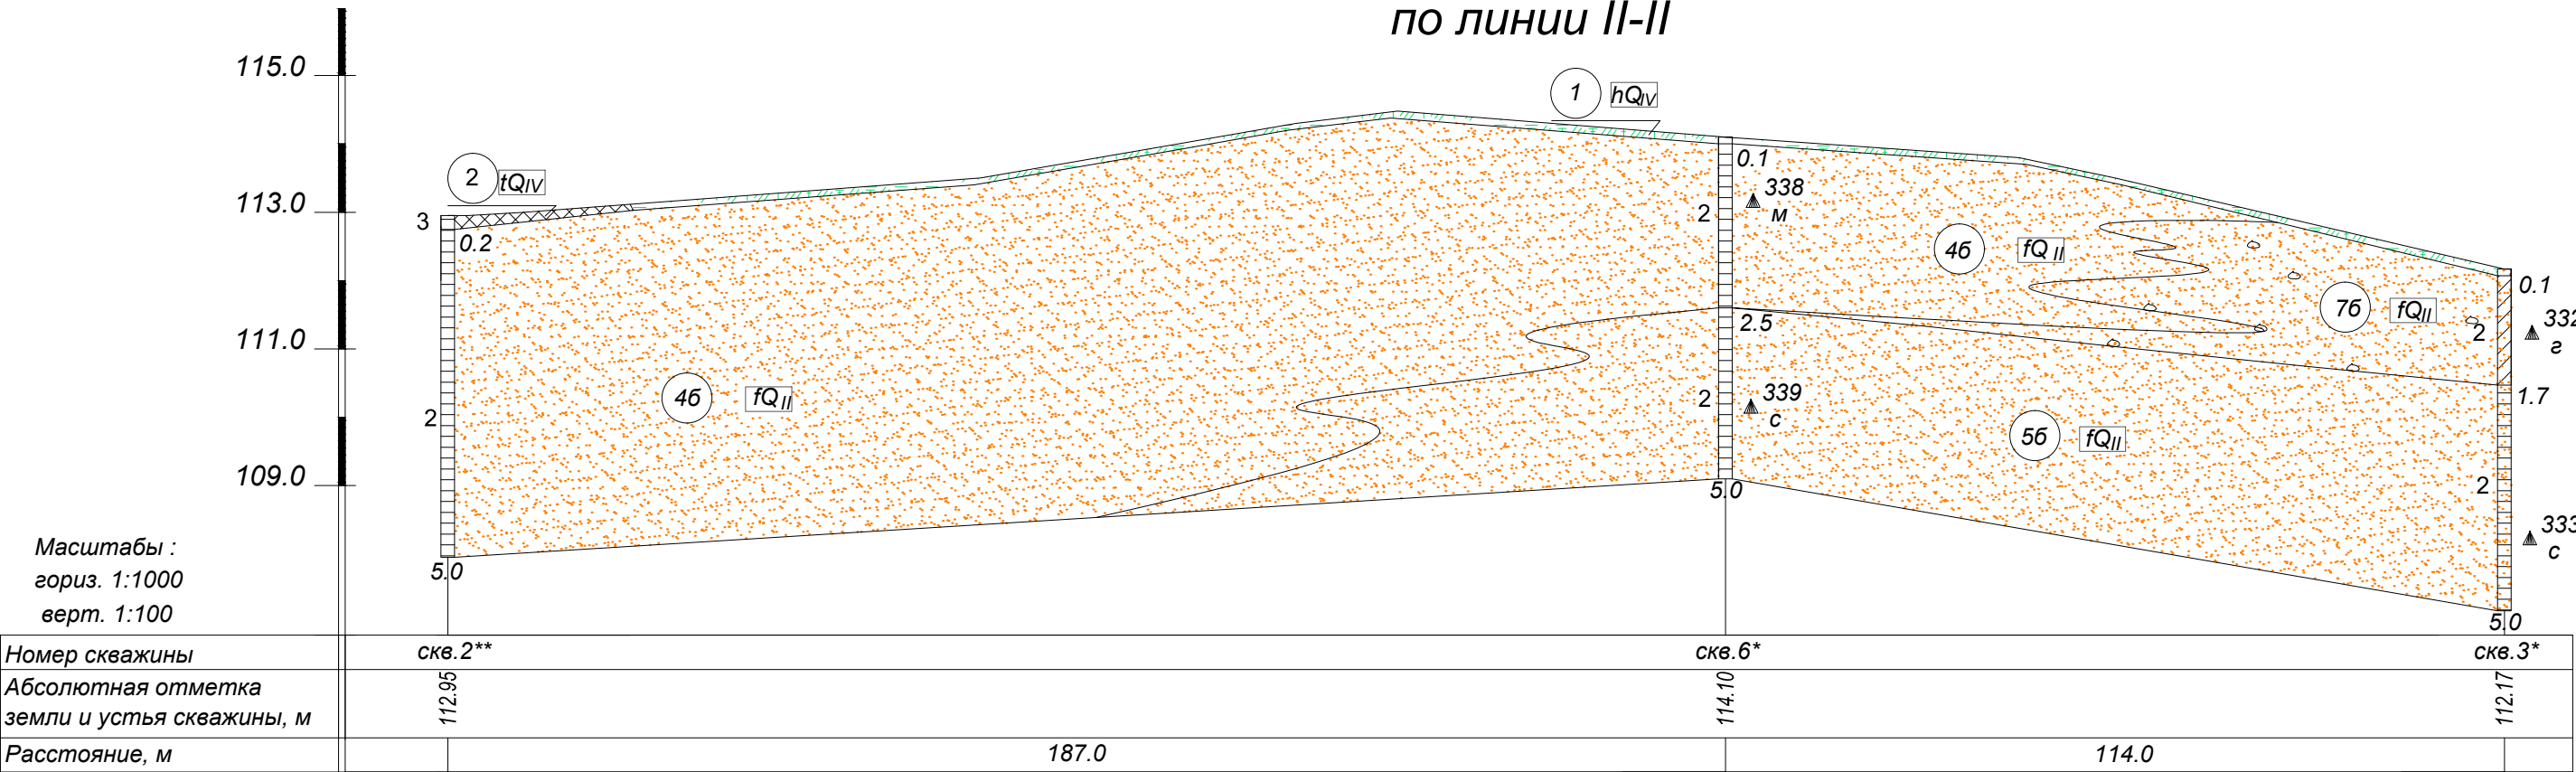 по линии II-II
115.0
113.0
111.0
109.0
1 hQIV
2 tQIV
3
0.2
2
4б fQII
5.0
0.1
338
м
2
2.5
2
339
с
5.0
4б fQ II
7б fQII
5б fQII
0.1
332
г
2
1.7
2
333
с
5.0
Масштабы :
гориз. 1:1000
верт. 1:100
Номер скважины скв.2** скв.6* скв.3*
Абсолютная отметка
земли и устья скважины, м 112.95 114.10 112.17
Расстояние, м 187.0 114.0